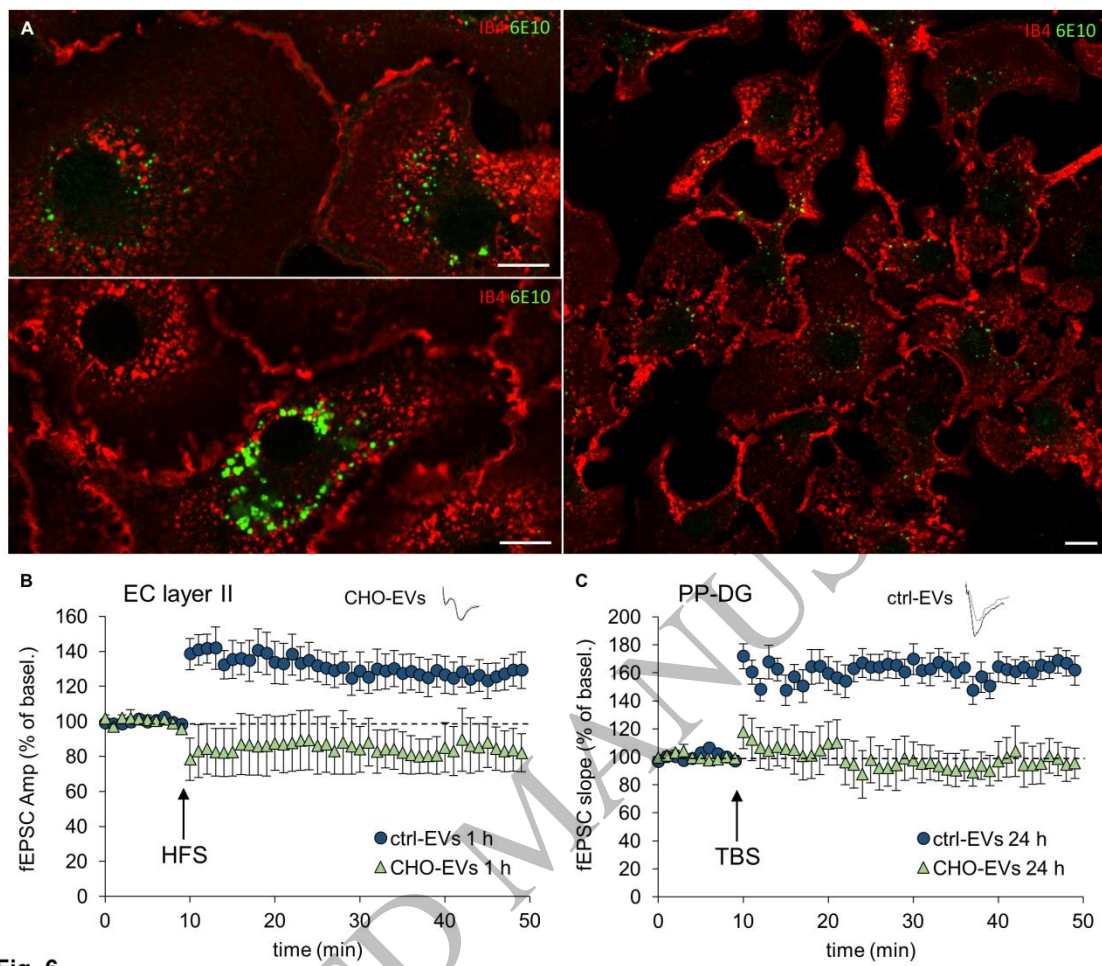 A
IB4 6E10
IB4 6E10
IB4 6E10
B
EC layer II
CHO-EVs
fEPSC Amp (% of basel.)
160
140
120
100
80
60
40
20
0
HFS
ctrl-EVs 1 h
CHO-EVs 1 h
0 10 20 30 40 50
time (min)
C
PP-DG
ctrl-EVs
fEPSC slope (% of basel.)
200
180
160
140
120
100
80
60
40
20
0
TBS
ctrl-EVs 24 h
CHO-EVs 24 h
0 10 20 30 40 50
time (min)